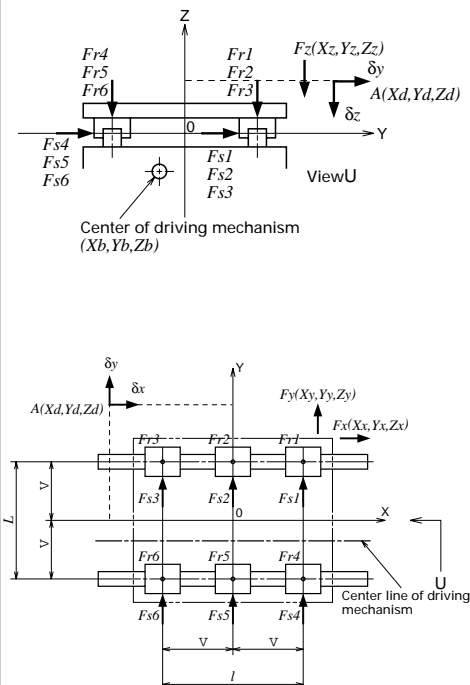 Z
Fr4
Fr5
Fr6
Fr1
Fr2
Fr3
Fz(Xz,Yz,Zz)
δy
A(Xd,Yd,Zd)
δz
0
Y
Fs4
Fs5
Fs6
Fs1
Fs2
Fs3
View U
Center of driving mechanism
(Xb,Yb,Zb)
δy
Y
δx
A(Xd,Yd,Zd)
Fy(Xy,Yy,Zy)
Fx(Xx,Yx,Zx)
Fr3
Fr2
Fr1
Fs3
Fs2
Fs1
V
L
0
X
V
U
Fr6
Fr5
Fr4
Center line of driving
mechanism
Fs6
Fs5
Fs4
V
V
l